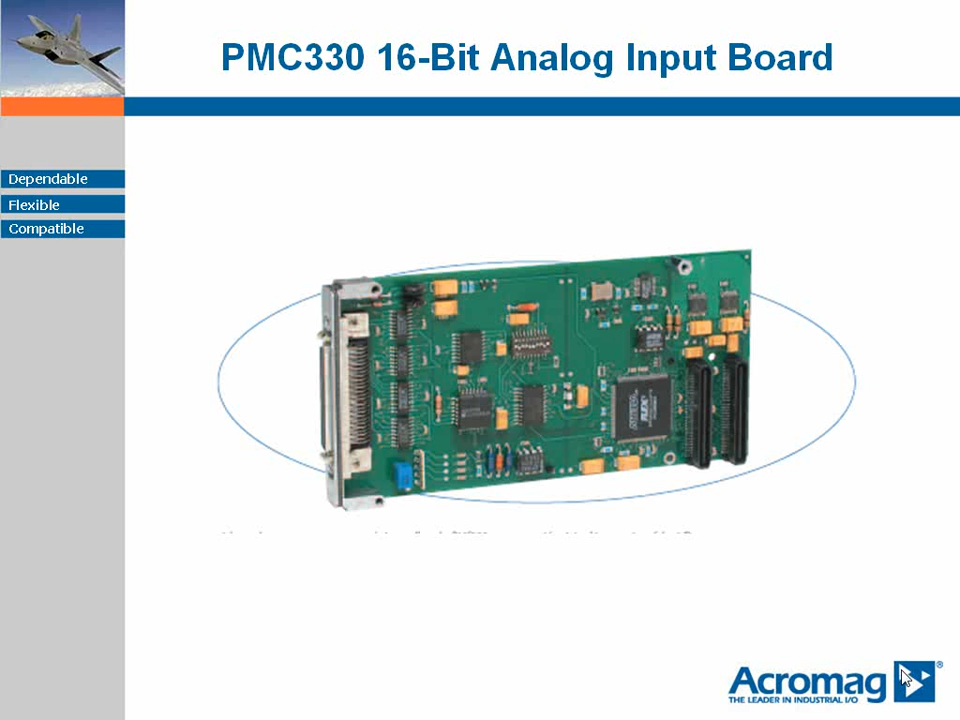 PMC330 16-Bit Analog Input Board
Dependable
Flexible
Compatible
Acromag
®
THE LEADER IN INDUSTRIAL I/O